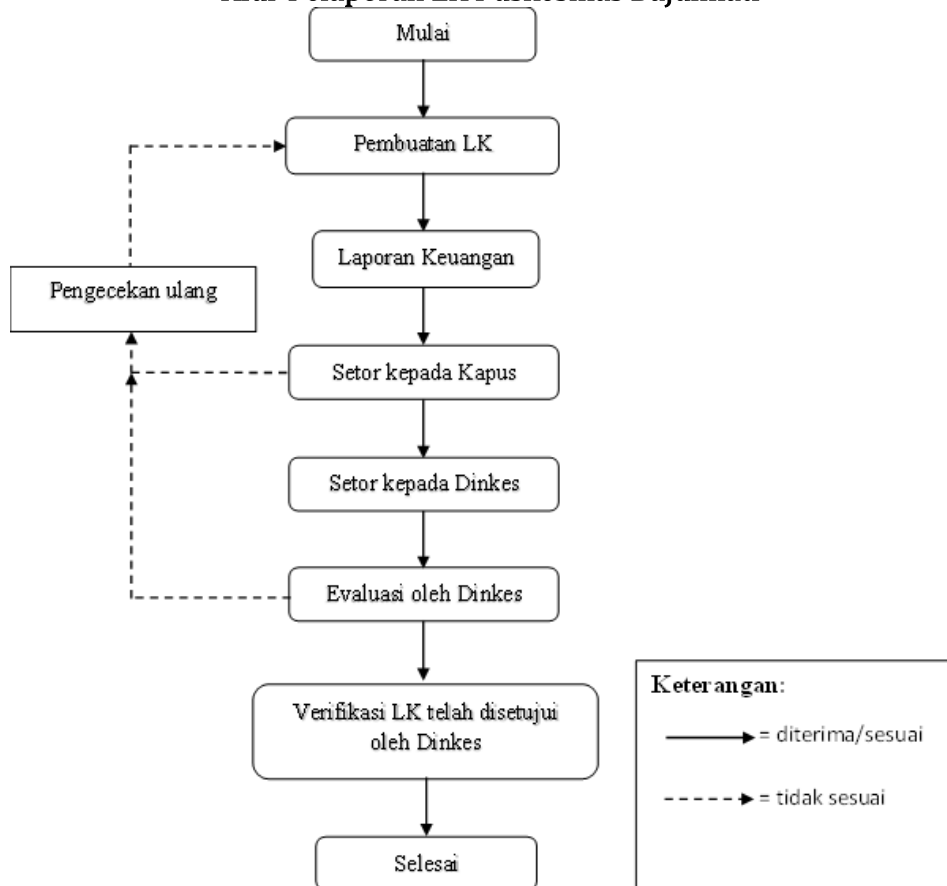 Mulai
Pembuatan LK
Laporan Keuangan
Pengecekan ulang
Setor kepada Kapus
Setor kepada Dinkes
Evaluasi oleh Dinkes
Verifikasi LK telah disetujui
oleh Dinkes
Selesai
Keterangan:
= diterima/sesuai
= tidak sesuai